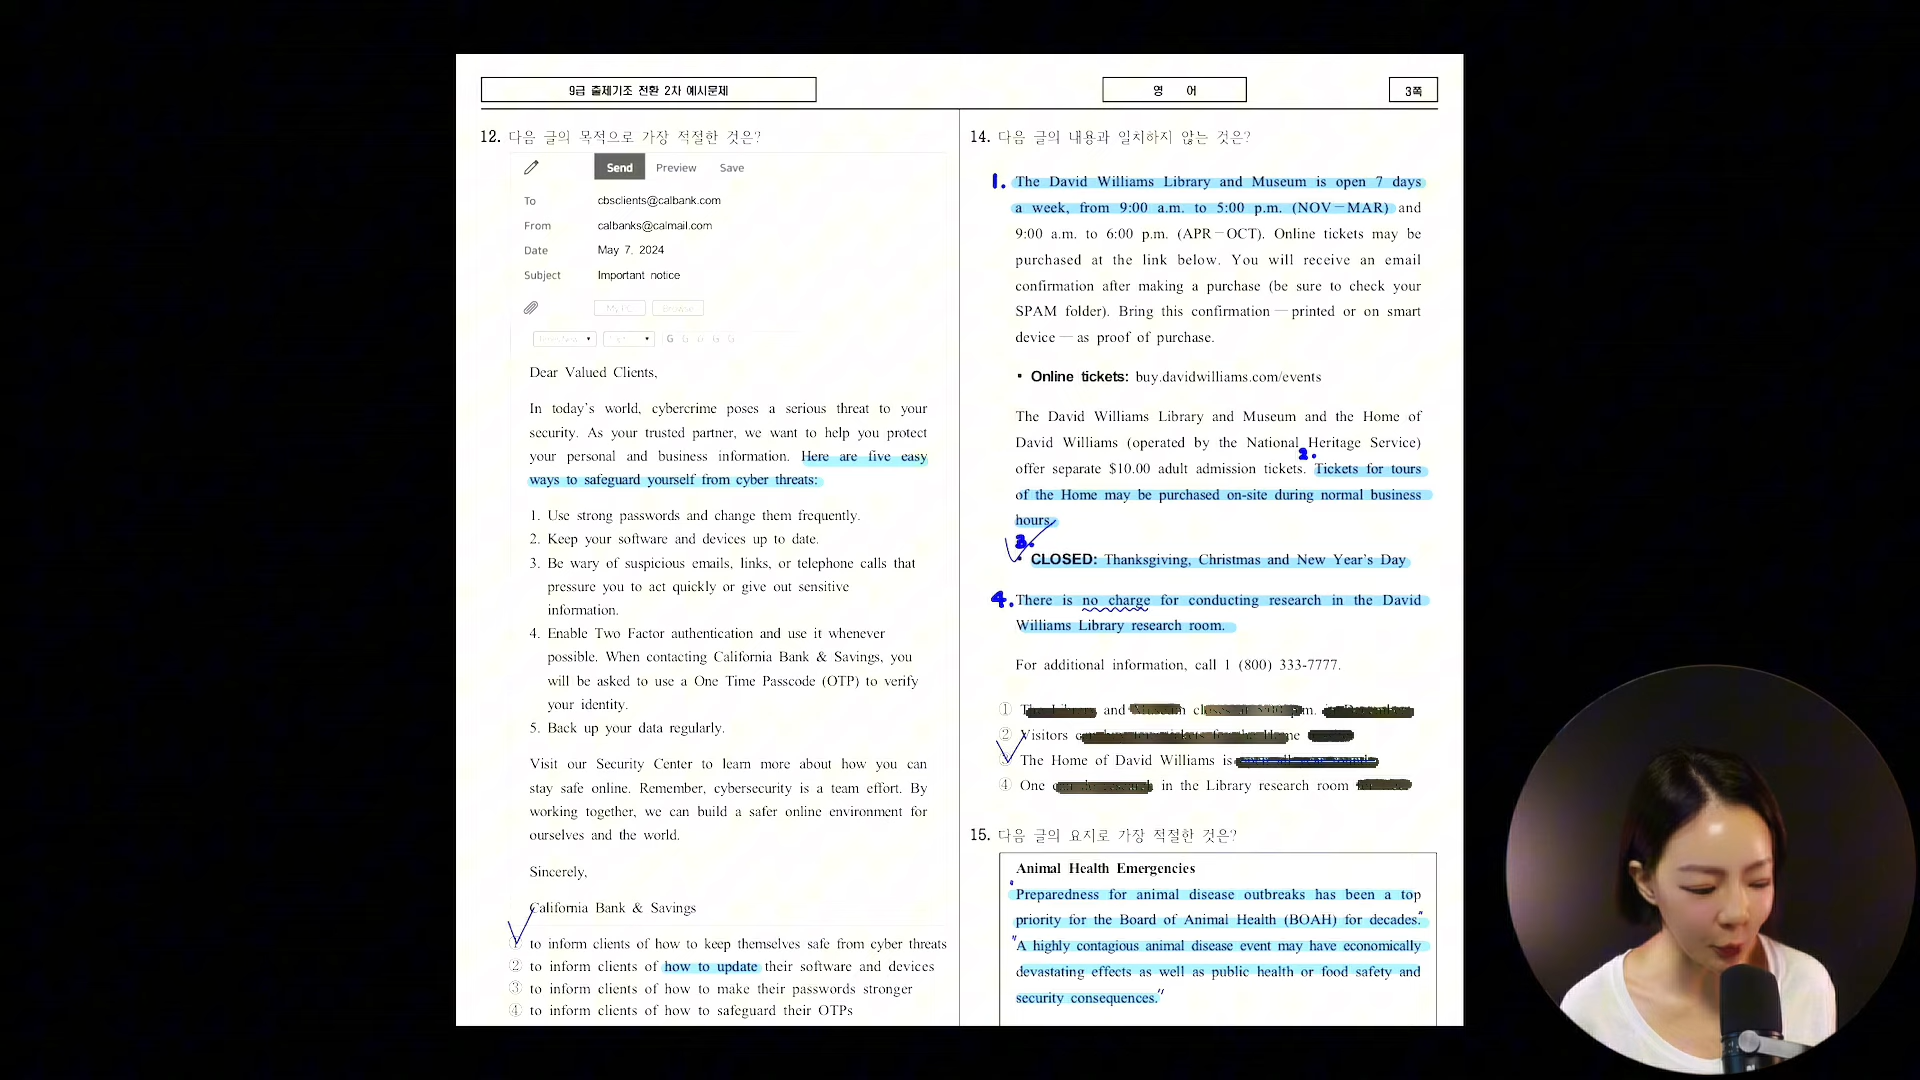 9급 출제기조 전환 2차 예시문제
영 어
3쪽
12. 다음 글의 목적으로 가장 적절한 것은?
Send Preview Save
To cbsclients@calbank.com
From calbanks@calmail.com
Date May 7, 2024
Subject Important notice
My PC Browse
Dear Valued Clients,
In today's world, cybercrime poses a serious threat to your
security. As your trusted partner, we want to help you protect
your personal and business information. Here are five easy
ways to safeguard yourself from cyber threats:
1. Use strong passwords and change them frequently.
2. Keep your software and devices up to date.
3. Be wary of suspicious emails, links, or telephone calls that
pressure you to act quickly or give out sensitive
information.
4. Enable Two Factor authentication and use it whenever
possible. When contacting California Bank & Savings, you
will be asked to use a One Time Passcode (OTP) to verify
your identity.
5. Back up your data regularly.
Visit our Security Center to learn more about how you can
stay safe online. Remember, cybersecurity is a team effort. By
working together, we can build a safer online environment for
ourselves and the world.
Sincerely,
California Bank & Savings
① to inform clients of how to keep themselves safe from cyber threats
② to inform clients of how to update their software and devices
③ to inform clients of how to make their passwords stronger
④ to inform clients of how to safeguard their OTPs
14. 다음 글의 내용과 일치하지 않는 것은?
1. The David Williams Library and Museum is open 7 days
a week, from 9:00 a.m. to 5:00 p.m. (NOV—MAR) and
9:00 a.m. to 6:00 p.m. (APR—OCT). Online tickets may be
purchased at the link below. You will receive an email
confirmation after making a purchase (be sure to check your
SPAM folder). Bring this confirmation — printed or on smart
device — as proof of purchase.
• Online tickets: buy.davidwilliams.com/events
The David Williams Library and Museum and the Home of
David Williams (operated by the National Heritage Service)
2.
offer separate $10.00 adult admission tickets. Tickets for tours
of the Home may be purchased on-site during normal business
hours.
3.
• CLOSED: Thanksgiving, Christmas and New Year's Day
4. There is no charge for conducting research in the David
Williams Library research room.
For additional information, call 1 (800) 333-7777.
① and
② Visitors
③ The Home of David Williams is
④ One in the Library research room
15. 다음 글의 요지로 가장 적절한 것은?
Animal Health Emergencies
Preparedness for animal disease outbreaks has been a top
priority for the Board of Animal Health (BOAH) for decades."
"A highly contagious animal disease event may have economically
devastating effects as well as public health or food safety and
security consequences."